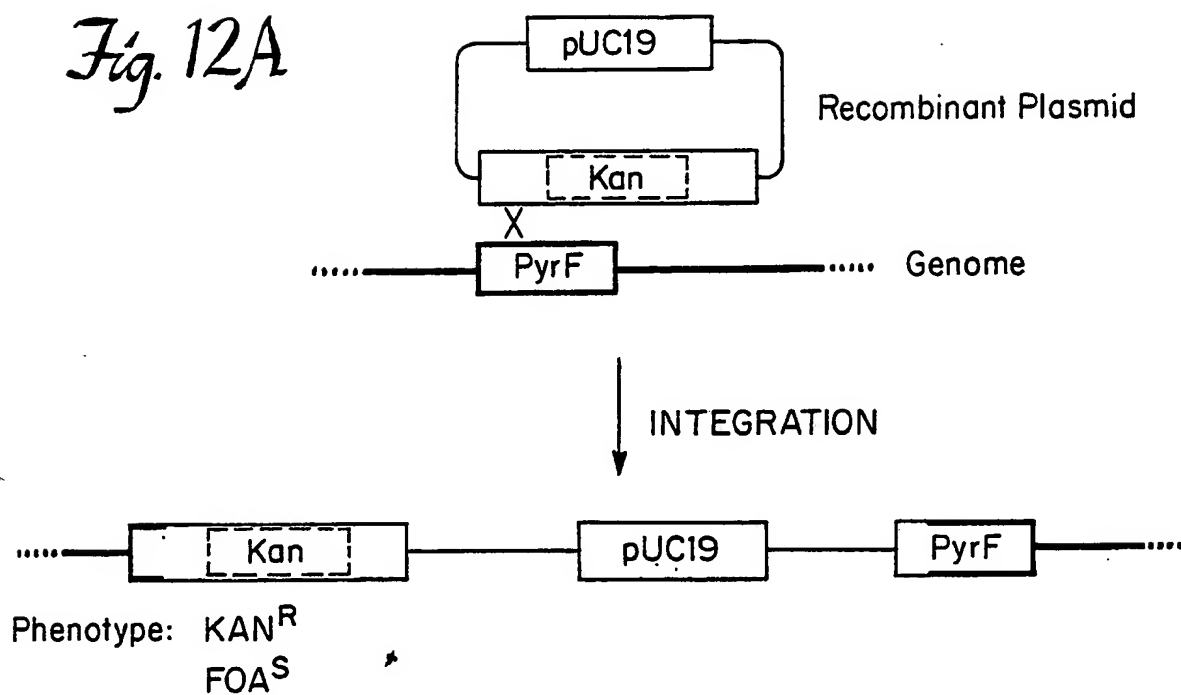 Fig. 12A
pUC19
Recombinant Plasmid
Kan
X
PyrF
Genome
INTEGRATION
Kan
pUC19
PyrF
Phenotype: KAN^R
FOA^S